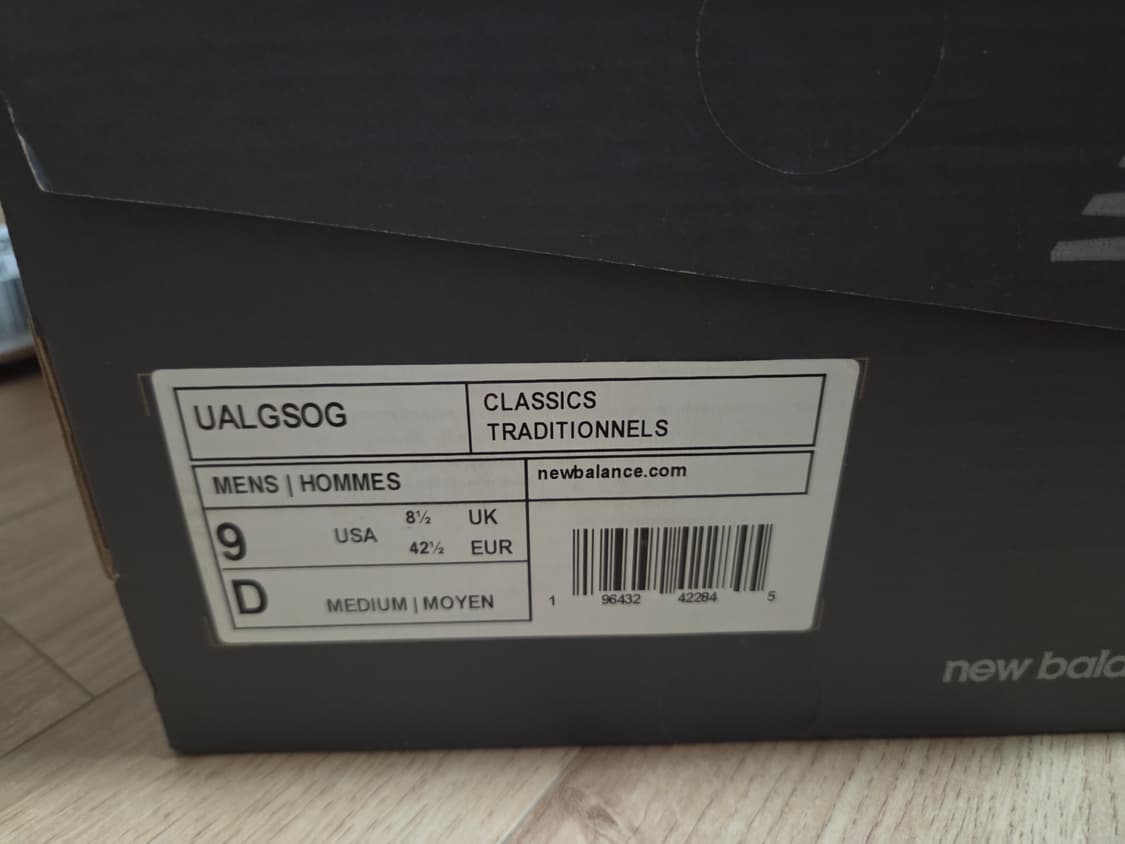 UALGSOG
CLASSICS
TRADITIONNELS
MENS | HOMMES
newbalance.com
9 USA 8½ UK
42½ EUR
D MEDIUM | MOYEN
1 96432 42284 5
new bala